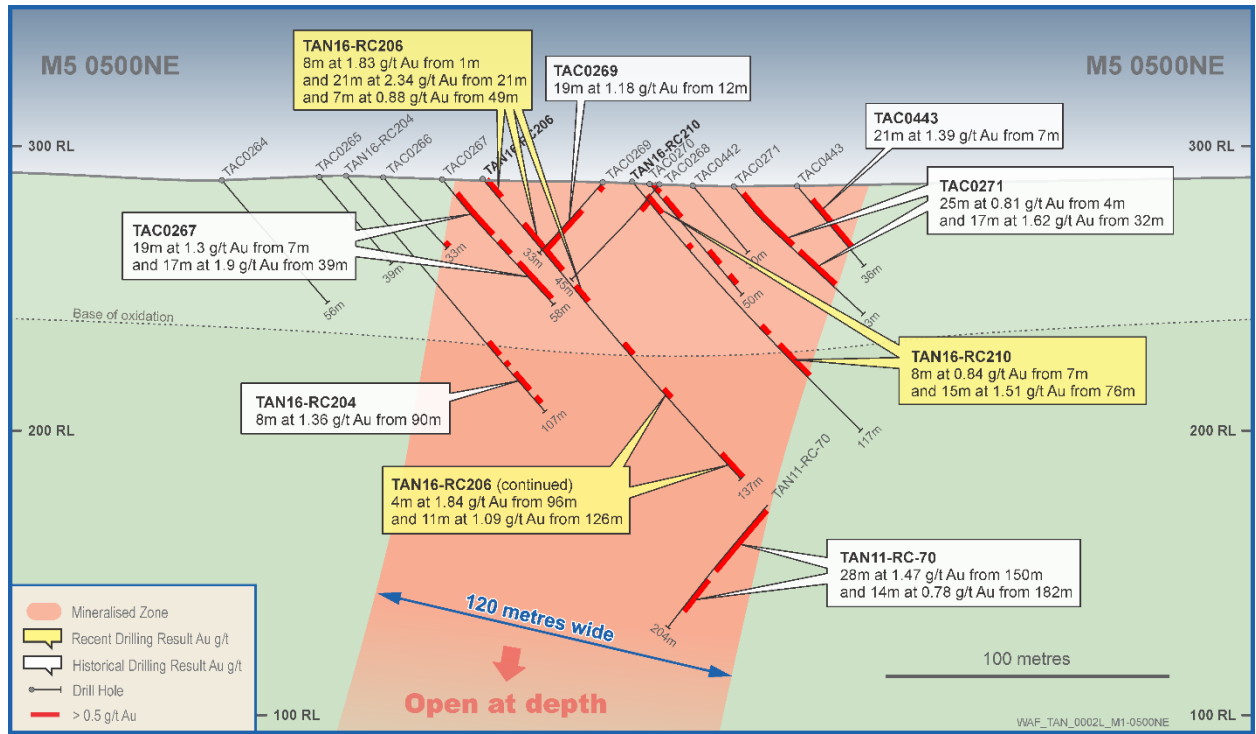 M5 0500NE
M5 0500NE
TAN16-RC206
8m at 1.83 g/t Au from 1m
and 21m at 2.34 g/t Au from 21m
and 7m at 0.88 g/t Au from 49m
TAC0269
19m at 1.18 g/t Au from 12m
TAC0443
21m at 1.39 g/t Au from 7m
300 RL
300 RL
TAC0264
TAC0265
TAN16-RC204
TAC0266
TAC0267
TAN16-RC206
TAC0269
TAN16-RC210
TAC0270
TAC0268
TAC0442
TAC0271
TAC0443
TAC0271
25m at 0.81 g/t Au from 4m
and 17m at 1.62 g/t Au from 32m
TAC0267
19m at 1.3 g/t Au from 7m
and 17m at 1.9 g/t Au from 39m
33m
33m
39m
36m
45m
50m
56m
58m
Base of oxidation
TAN16-RC210
8m at 0.84 g/t Au from 7m
and 15m at 1.51 g/t Au from 76m
TAN16-RC204
8m at 1.36 g/t Au from 90m
107m
117m
200 RL
200 RL
TAN16-RC206 (continued)
4m at 1.84 g/t Au from 96m
and 11m at 1.09 g/t Au from 126m
137m
TAN11-RC-70
TAN11-RC-70
28m at 1.47 g/t Au from 150m
and 14m at 0.78 g/t Au from 182m
204m
120 metres wide
100 metres
Open at depth
Mineralised Zone
Recent Drilling Result Au g/t
Historical Drilling Result Au g/t
Drill Hole
> 0.5 g/t Au
100 RL
100 RL
WAF_TAN_0002L_M1-0500NE